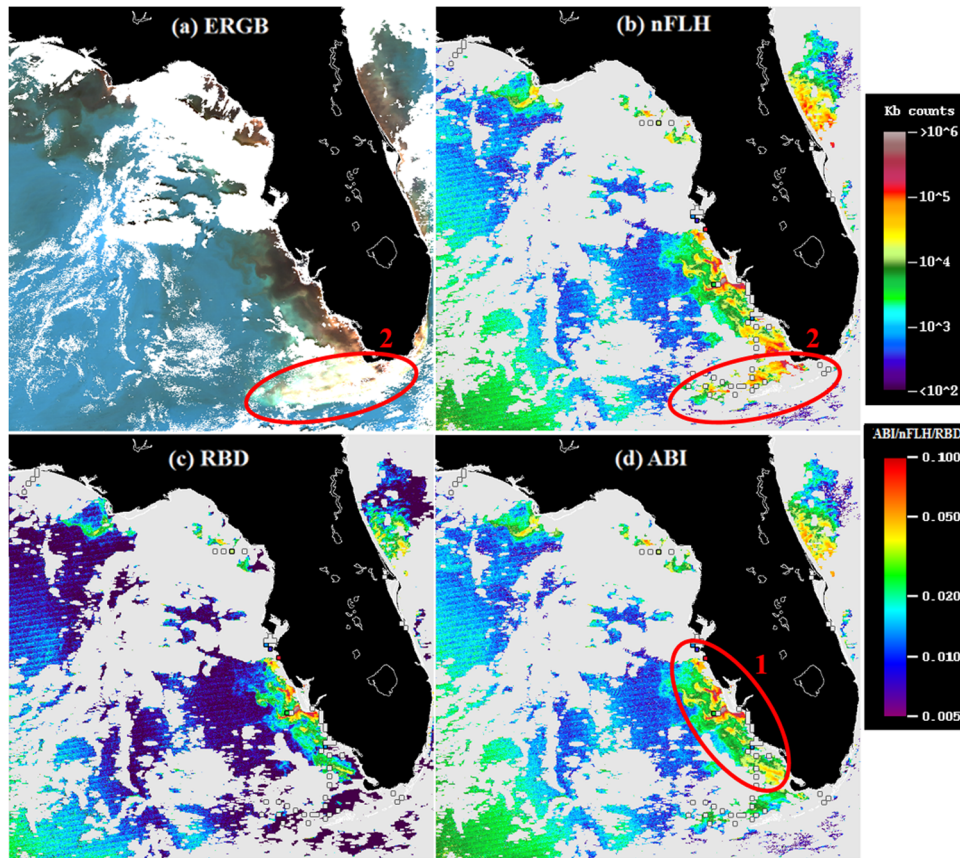 (a) ERGB
(b) nFLH
2
2
Kb counts
>10^6
10^5
10^4
10^3
<10^2
(c) RBD
(d) ABI
1
ABI/nFLH/RBD
0.100
0.050
0.020
0.010
0.005